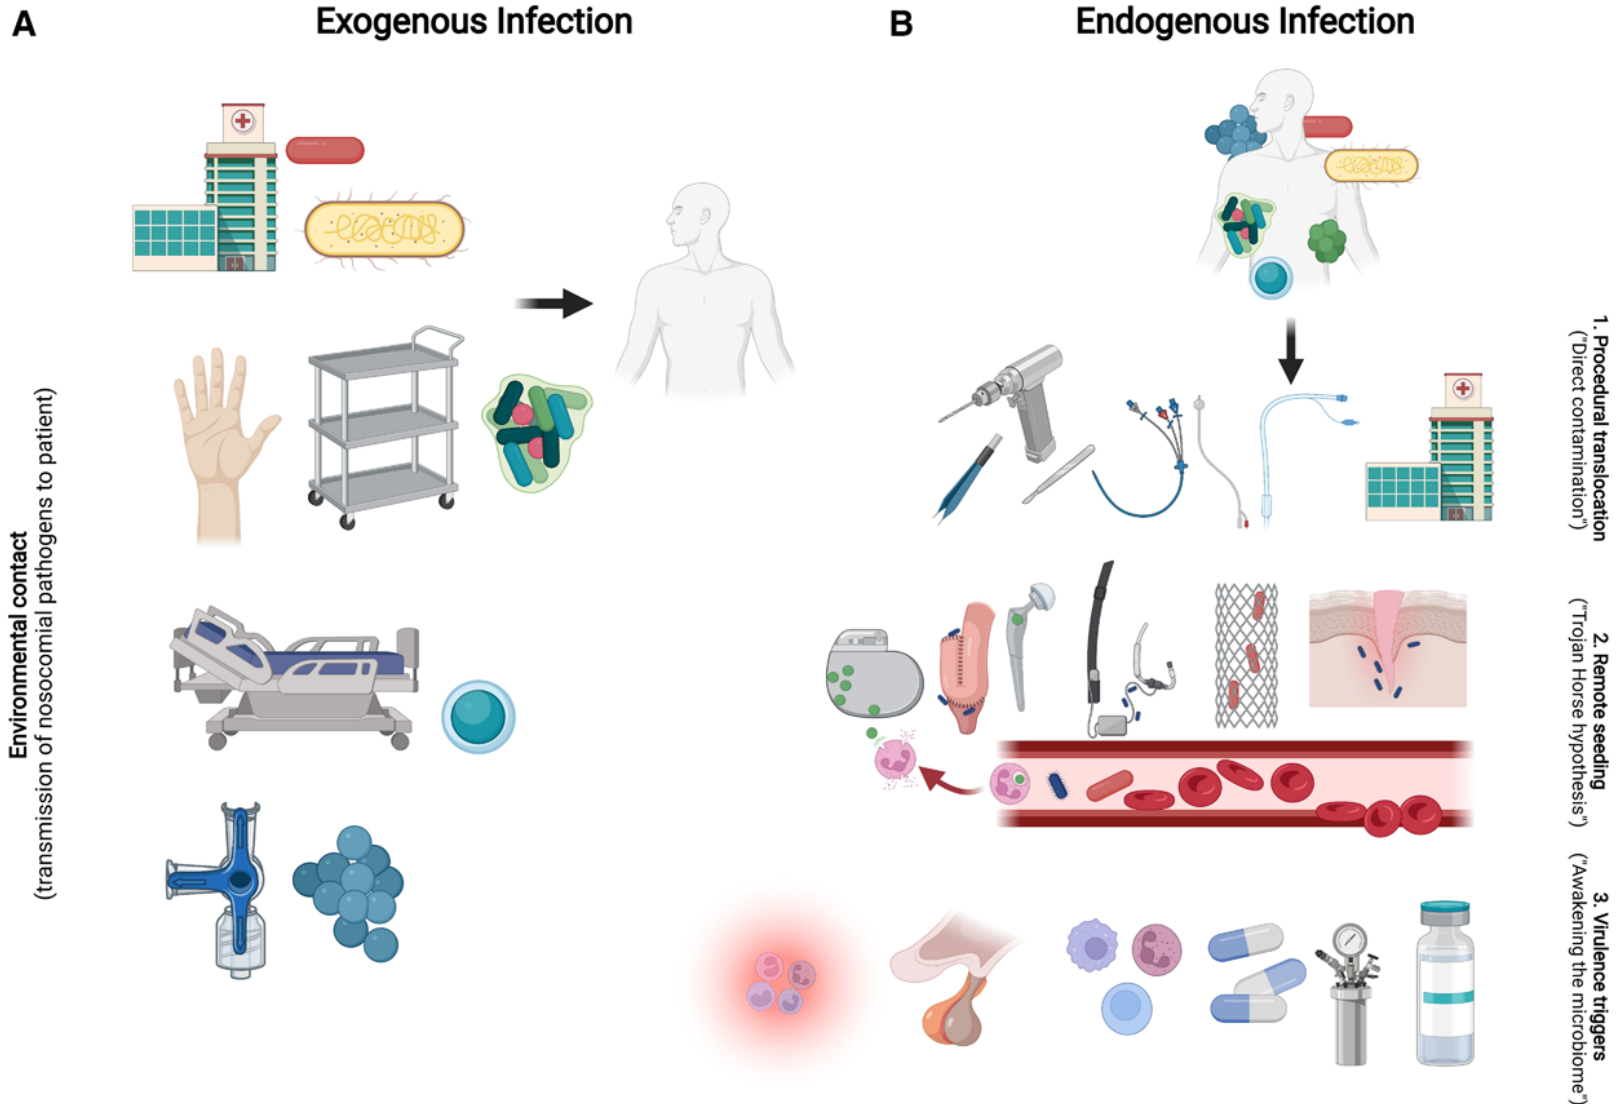 A
Exogenous Infection
Environmental contact
(transmission of nosocomial pathogens to patient)
B
Endogenous Infection
1. Procedural translocation
("Direct contamination")
2. Remote seeding
("Trojan Horse hypothesis")
3. Virulence triggers
("Awakening the microbiome")